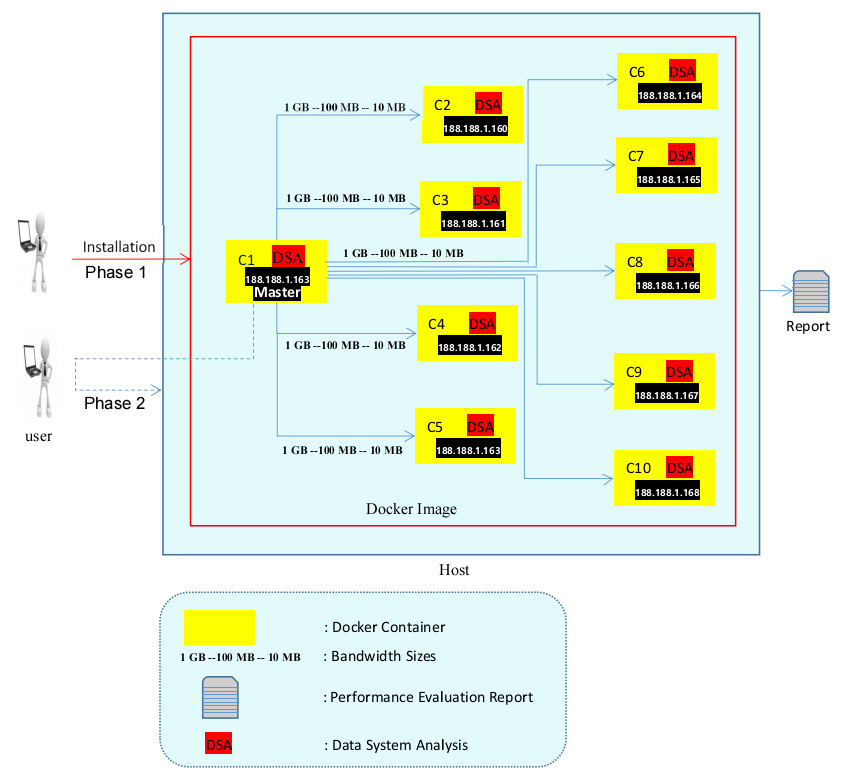 C6 DSA
188.188.1.164
C2 DSA
188.188.1.160
1 GB --100 MB -- 10 MB
C7 DSA
188.188.1.165
C3 DSA
188.188.1.161
1 GB --100 MB -- 10 MB
Installation
Phase 1
C1 DSA
188.188.1.163
Master
1 GB --100 MB -- 10 MB
C8 DSA
188.188.1.166
Report
C4 DSA
188.188.1.162
1 GB --100 MB -- 10 MB
C9 DSA
188.188.1.167
Phase 2
user
C5 DSA
188.188.1.163
1 GB --100 MB -- 10 MB
C10 DSA
188.188.1.168
Docker Image
Host
: Docker Container
1 GB --100 MB -- 10 MB : Bandwidth Sizes
: Performance Evaluation Report
DSA : Data System Analysis